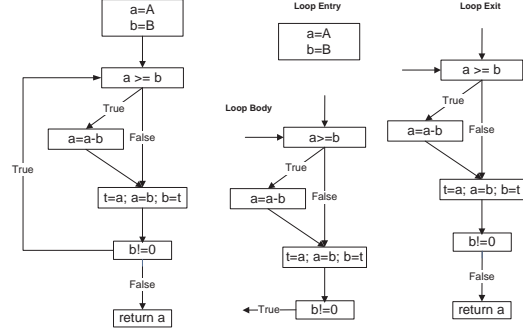 a=A
b=B
a >= b
True
a=a-b
False
True
t=a; a=b; b=t
b!=0
False
return a
Loop Entry
a=A
b=B
Loop Body
a>=b
True
a=a-b
False
t=a; a=b; b=t
True
b!=0
Loop Exit
a >= b
True
a=a-b
False
t=a; a=b; b=t
b!=0
False
return a